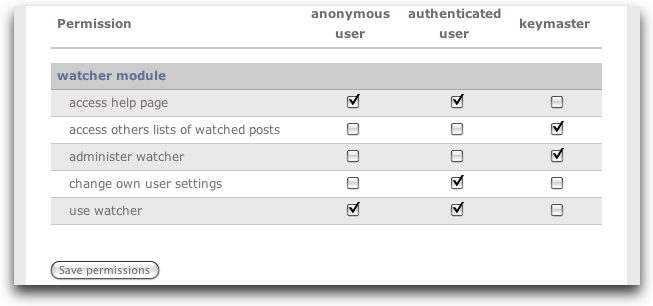 Permission anonymous user authenticated user keymaster
watcher module
access help page
access others lists of watched posts
administer watcher
change own user settings
use watcher
Save permissions